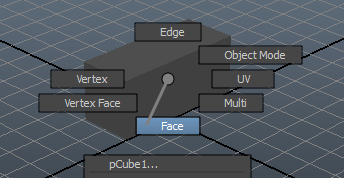 Edge
Object Mode
Vertex
UV
Vertex Face
Multi
Face
pCube1...